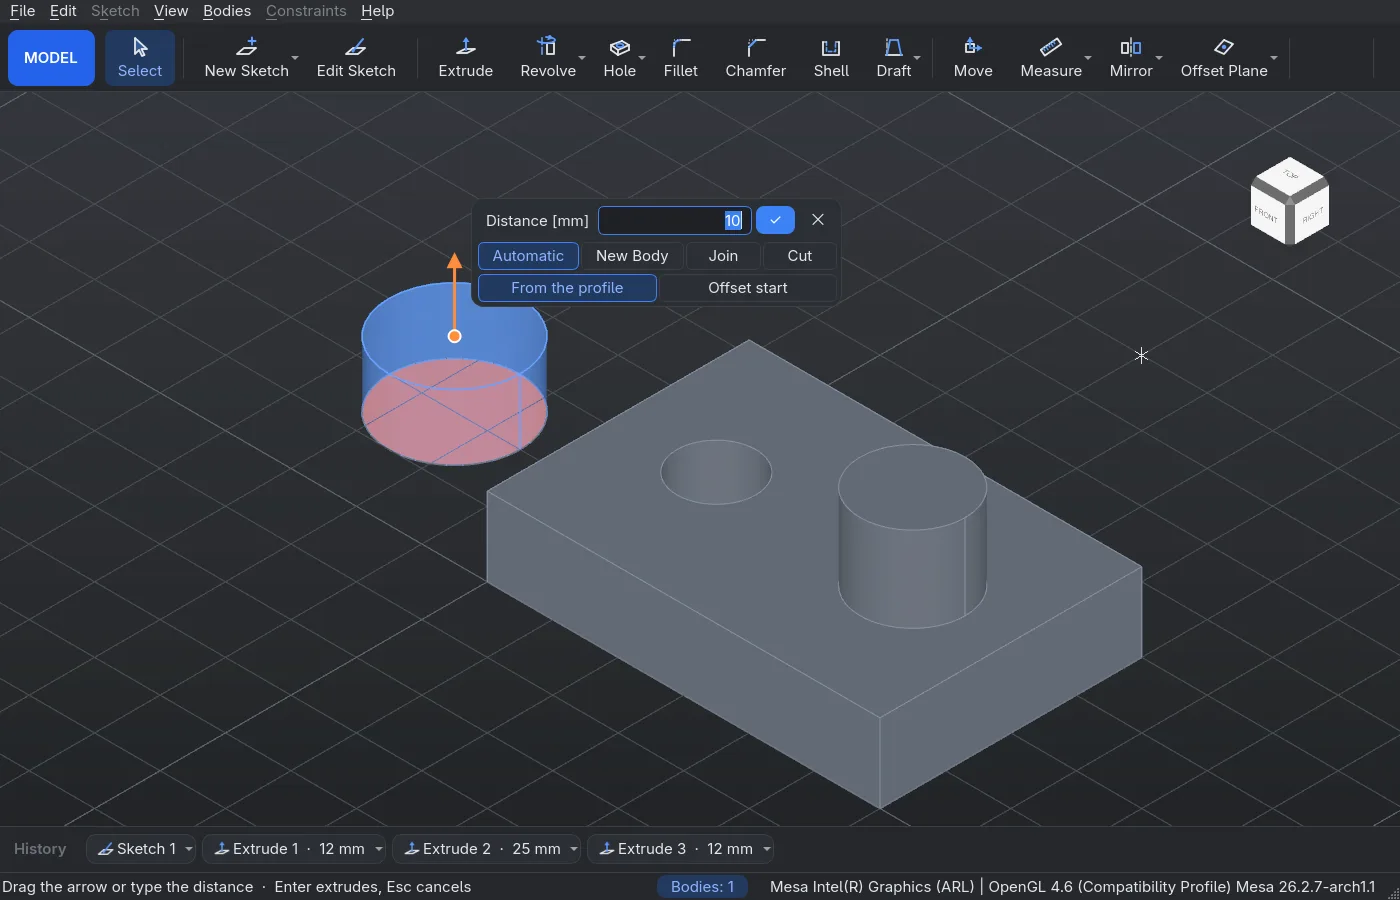 File Edit Sketch View Bodies Constraints Help
MODEL Select New Sketch Edit Sketch Extrude Revolve Hole Fillet Chamfer Shell Draft Move Measure Mirror Offset Plane
TOP
FRONT RIGHT
Distance [mm] 10
Automatic New Body Join Cut
From the profile Offset start
History Sketch 1 Extrude 1 · 12 mm Extrude 2 · 25 mm Extrude 3 · 12 mm
Drag the arrow or type the distance · Enter extrudes, Esc cancels Bodies: 1 Mesa Intel(R) Graphics (ARL) | OpenGL 4.6 (Compatibility Profile) Mesa 26.2.7-arch1.1